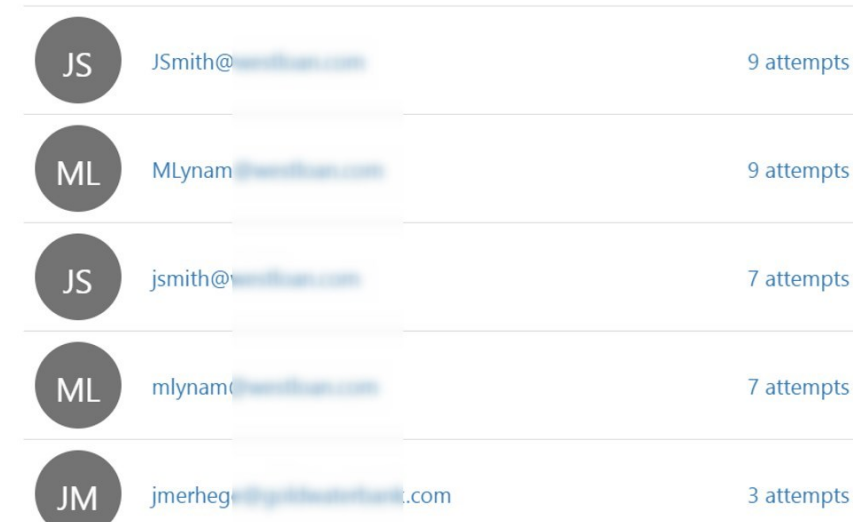 JS JSmith@ 9 attempts
ML MLynam 9 attempts
JS jsmith@ 7 attempts
ML mlynam 7 attempts
JM jmerheg .com 3 attempts